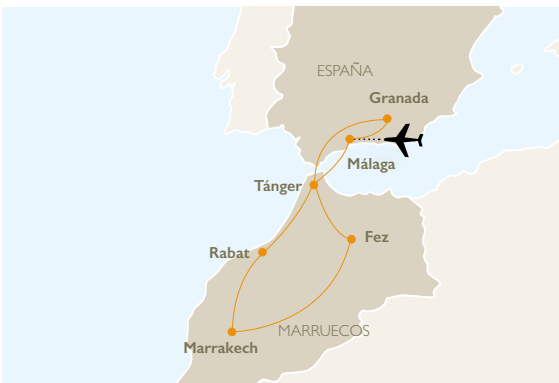 ESPAÑA
Granada
Málaga
Tánger
Fez
Rabat
MARRUECOS
Marrakech